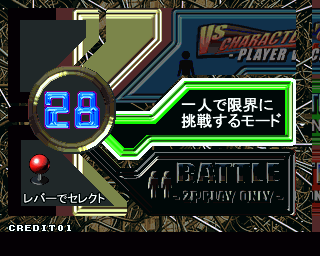 VS CHARACTE
- PLAYER
28
一人で限界に
挑戦するモード
BATTLE
- 2P PLAY ONLY -
レバーでセレクト
CREDIT01